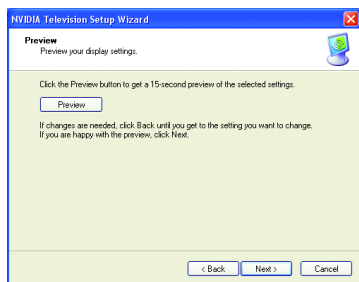 NVIDIA Television Setup Wizard
Preview
Preview your display settings.
Click the Preview button to get a 15-second preview of the selected settings.
Preview
If changes are needed, click Back until you get to the setting you want to change.
If you are happy with the preview, click Next.
< Back
Next >
Cancel